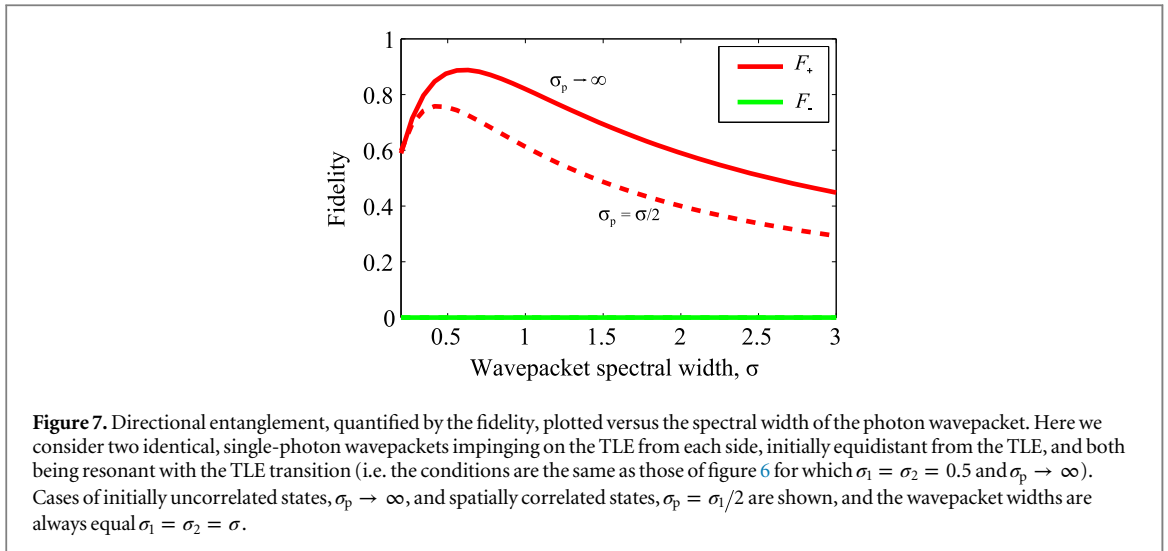 1
0.8
0.6
0.4
0.2
0
Fidelity
σp → ∞
σp = σ/2
F+
F-
0.5 1 1.5 2 2.5 3
Wavepacket spectral width, σ
Figure 7. Directional entanglement, quantified by the fidelity, plotted versus the spectral width of the photon wavepacket. Here we
consider two identical, single-photon wavepackets impinging on the TLE from each side, initially equidistant from the TLE, and both
being resonant with the TLE transition (i.e. the conditions are the same as those of figure 6 for which σ₁ = σ₂ = 0.5 and σp → ∞).
Cases of initially uncorrelated states, σp → ∞, and spatially correlated states, σp = σ₁/2 are shown, and the wavepacket widths are
always equal σ₁ = σ₂ = σ.